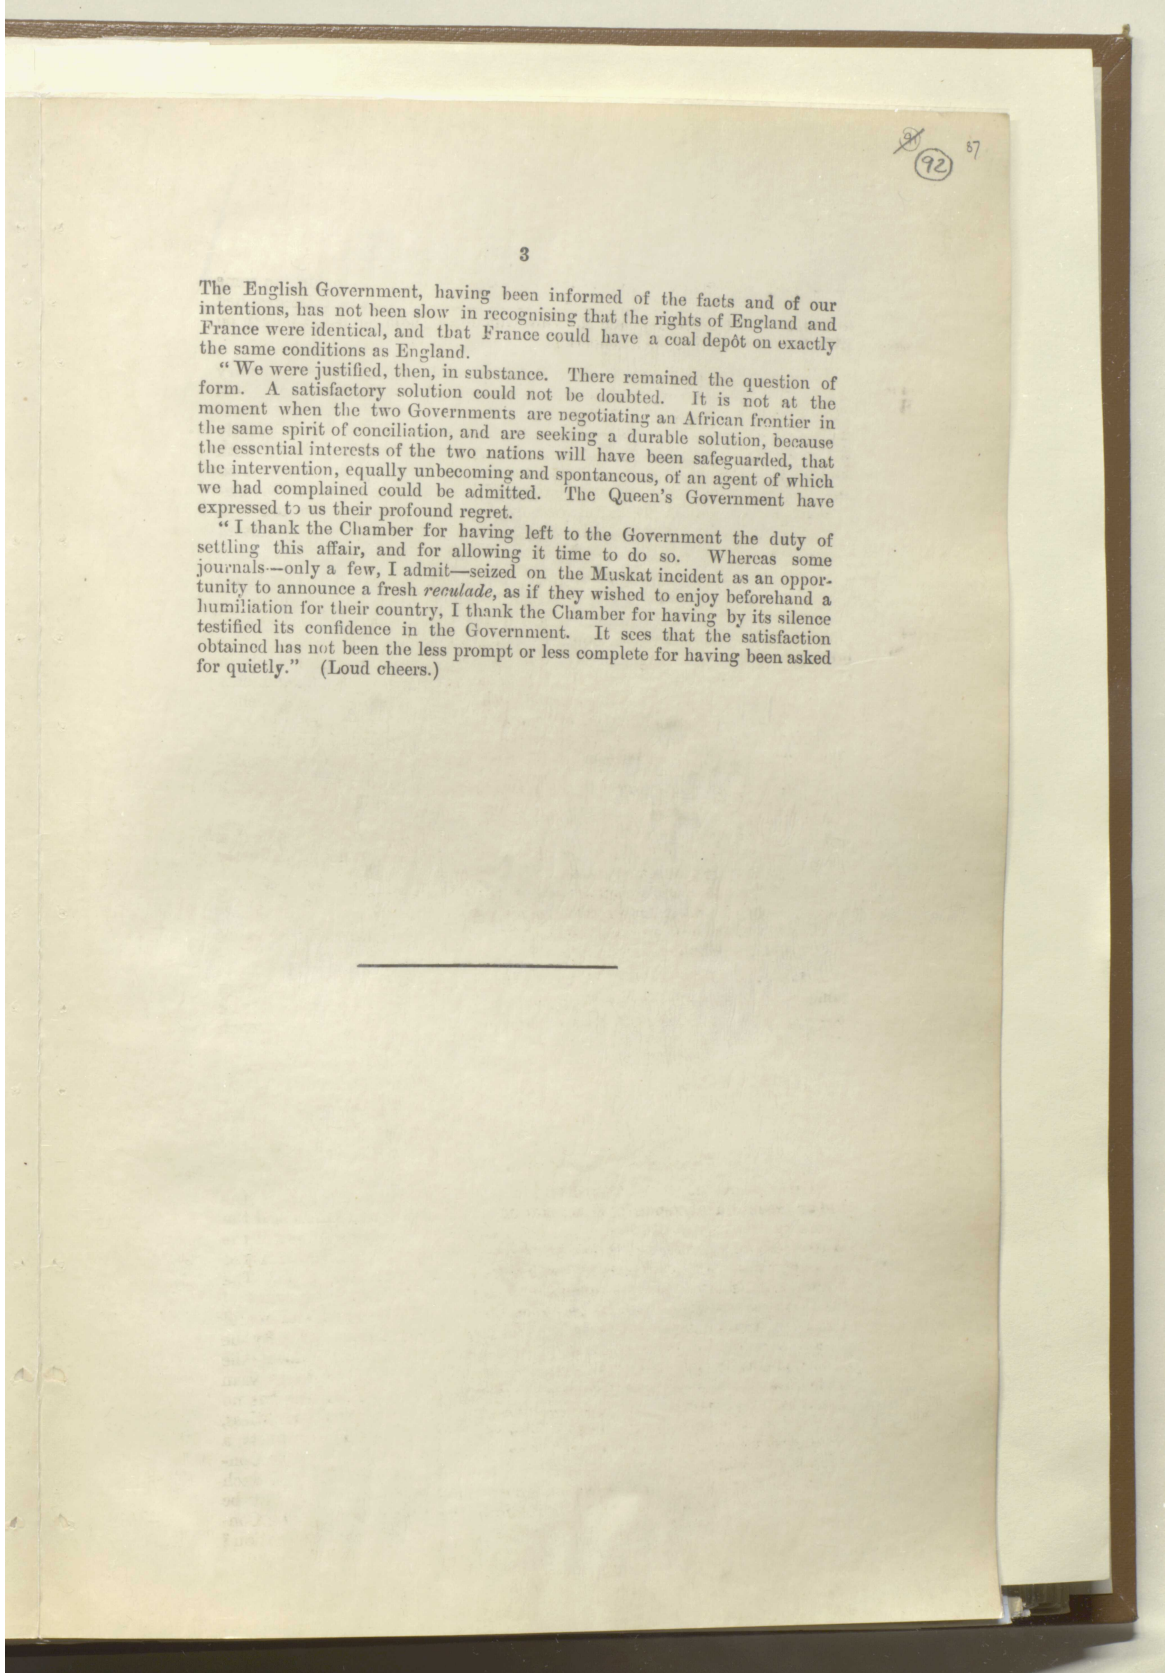 92
87
3
The English Government, having been informed of the facts and of our
intentions, has not been slow in recognising that the rights of England and
France were identical, and that France could have a coal depôt on exactly
the same conditions as England.
“We were justified, then, in substance. There remained the question of
form. A satisfactory solution could not be doubted. It is not at the
moment when the two Governments are negotiating an African frontier in
the same spirit of conciliation, and are seeking a durable solution, because
the essential interests of the two nations will have been safeguarded, that
the intervention, equally unbecoming and spontaneous, of an agent of which
we had complained could be admitted. The Queen's Government have
expressed to us their profound regret.
“I thank the Chamber for having left to the Government the duty of
settling this affair, and for allowing it time to do so. Whereas some
journals—only a few, I admit—seized on the Muskat incident as an oppor-
tunity to announce a fresh reculade, as if they wished to enjoy beforehand a
humiliation for their country, I thank the Chamber for having by its silence
testified its confidence in the Government. It sees that the satisfaction
obtained has not been the less prompt or less complete for having been asked
for quietly.” (Loud cheers.)